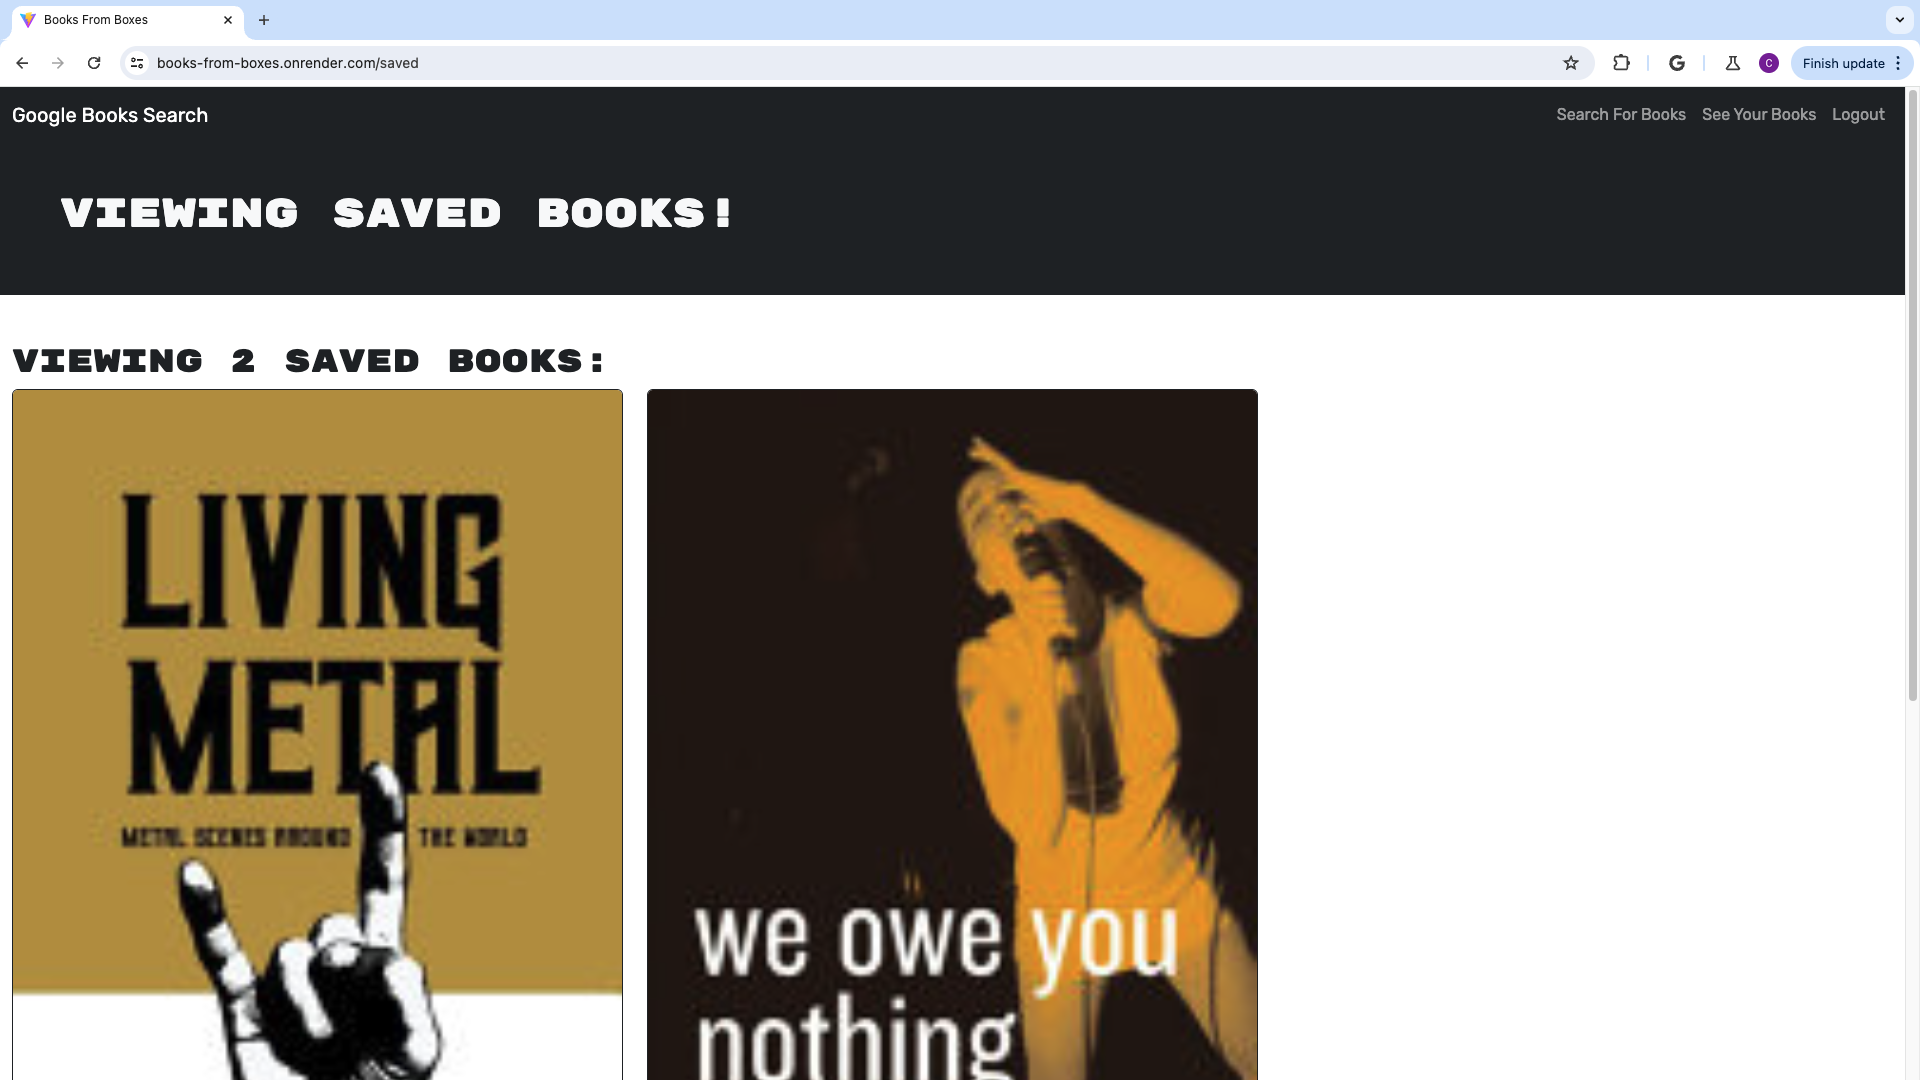 Books From Boxes
books-from-boxes.onrender.com/saved
C
Finish update
Google Books Search
Search For Books
See Your Books
Logout
VIEWING SAVED BOOKS!
VIEWING 2 SAVED BOOKS:
LIVING
METAL
METAL SCENES AROUND THE WORLD
we owe you
nothing